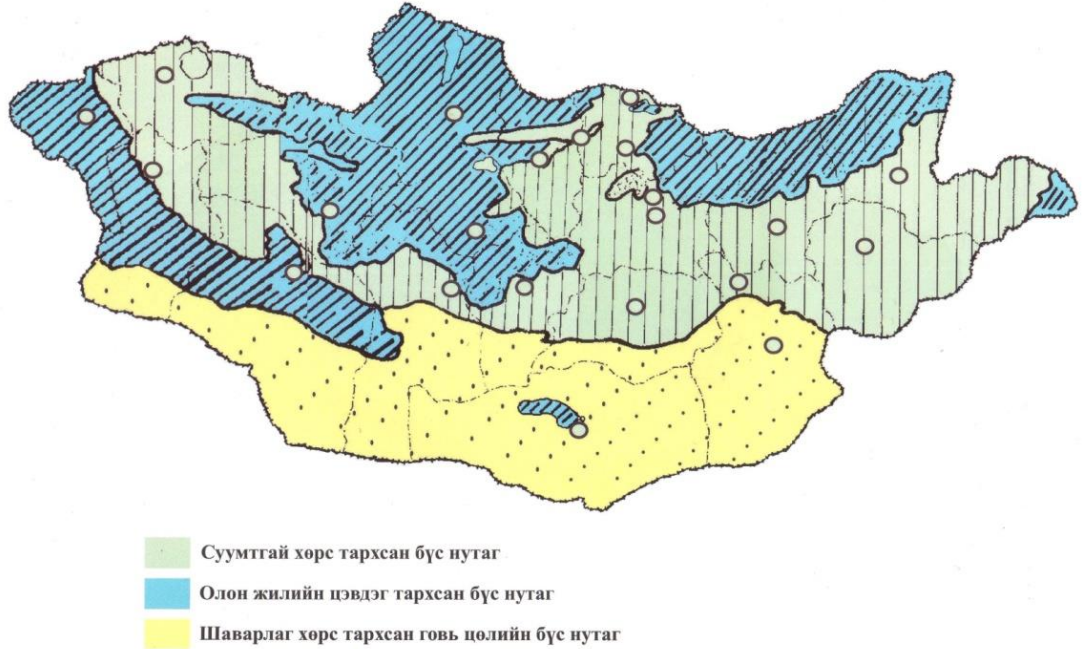 Суумтгай хөрс тархсан бүс нутаг
Олон жилийн цэвдэг тархсан бүс нутаг
Шаварлаг хөрс тархсан говь цөлийн бүс нутаг